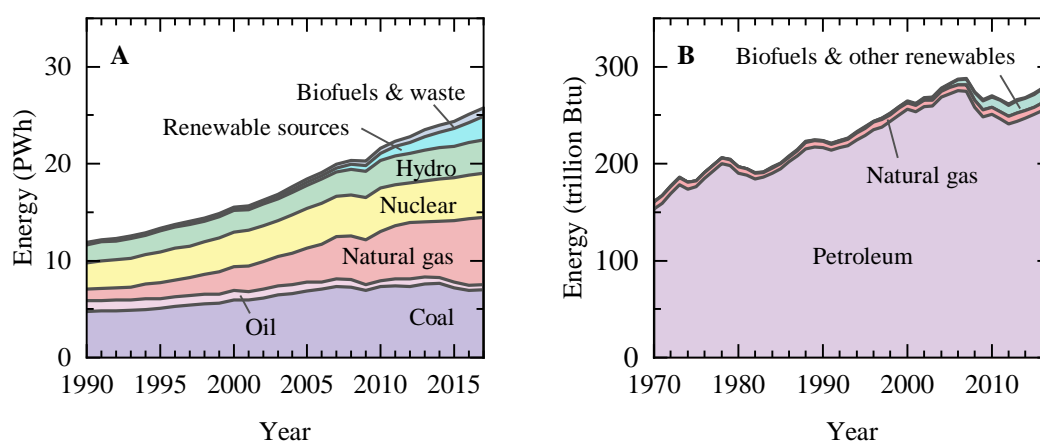 A
Energy (PWh)
30
20
10
0
Biofuels & waste
Renewable sources
Hydro
Nuclear
Natural gas
Oil
Coal
1990 1995 2000 2005 2010 2015
Year
B
Energy (trillion Btu)
300
200
100
0
Biofuels & other renewables
Natural gas
Petroleum
1970 1980 1990 2000 2010
Year